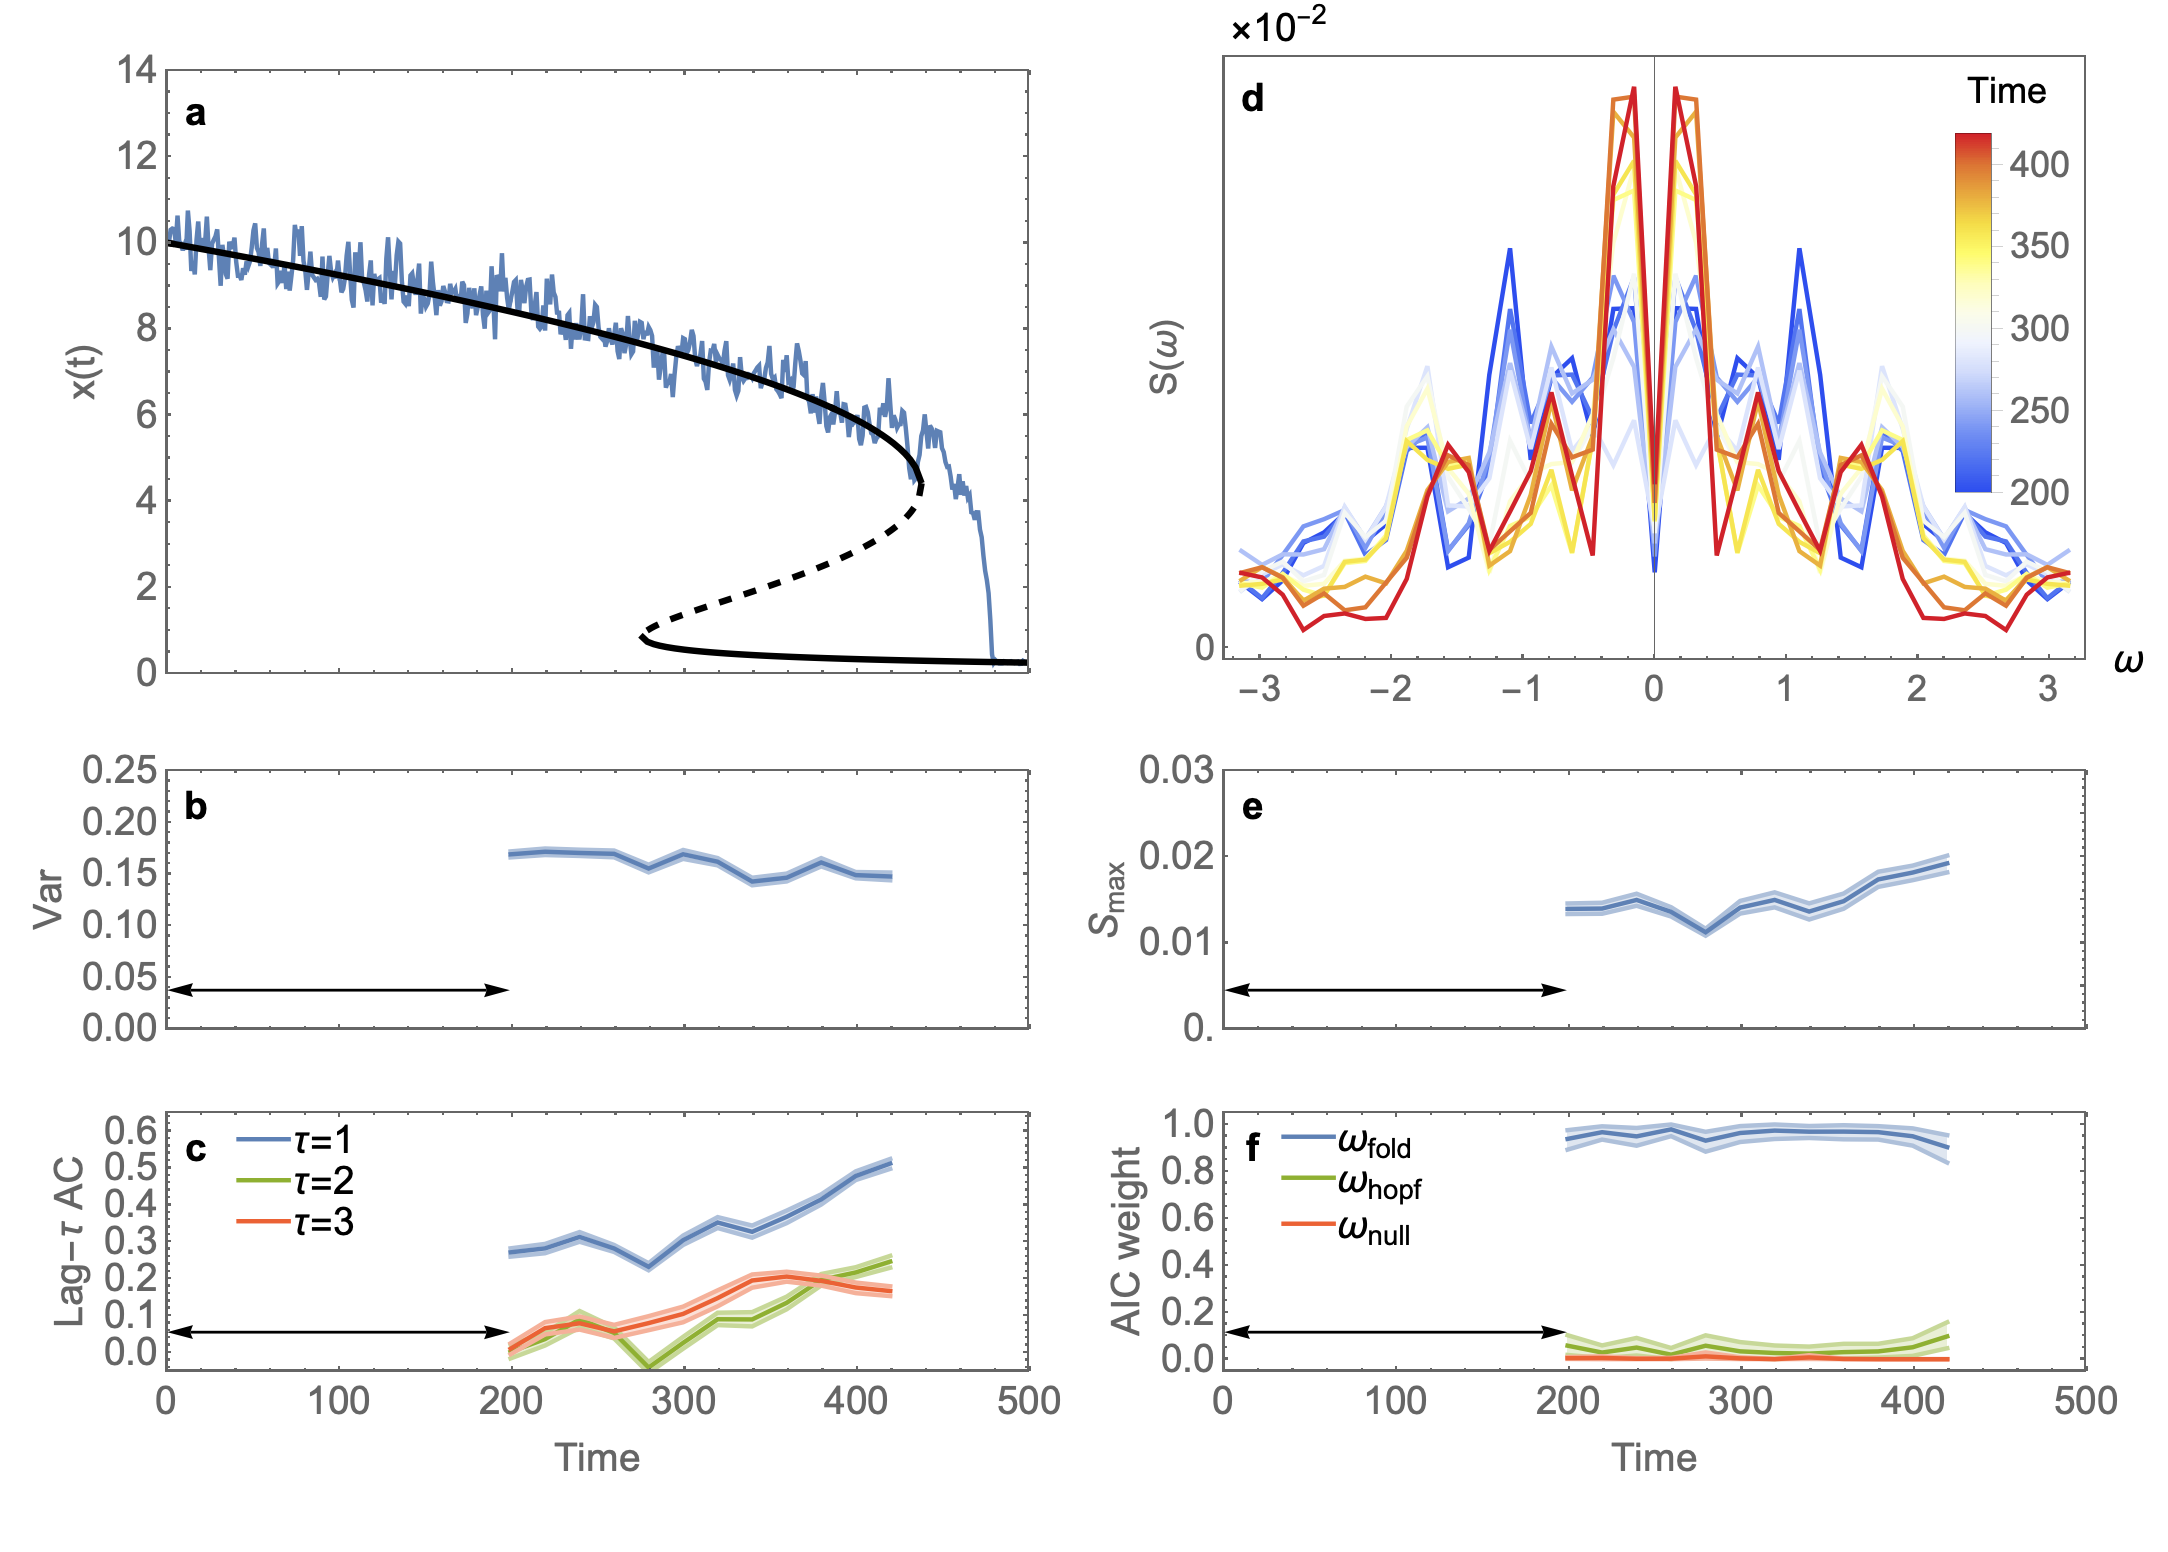 a
14
12
10
8
6
4
2
0
x(t)
×10⁻²
d
Time
400
350
300
250
200
S(ω)
0
−3 −2 −1 0 1 2 3
ω
b
0.25
0.20
0.15
0.10
0.05
0.00
Var
e
0.03
0.02
0.01
0.
Smax
c
τ=1
τ=2
τ=3
0.6
0.5
0.4
0.3
0.2
0.1
0.0
Lag−τ AC
0 100 200 300 400 500
Time
f
ωfold
ωhopf
ωnull
1.0
0.8
0.6
0.4
0.2
0.0
AIC weight
0 100 200 300 400 500
Time